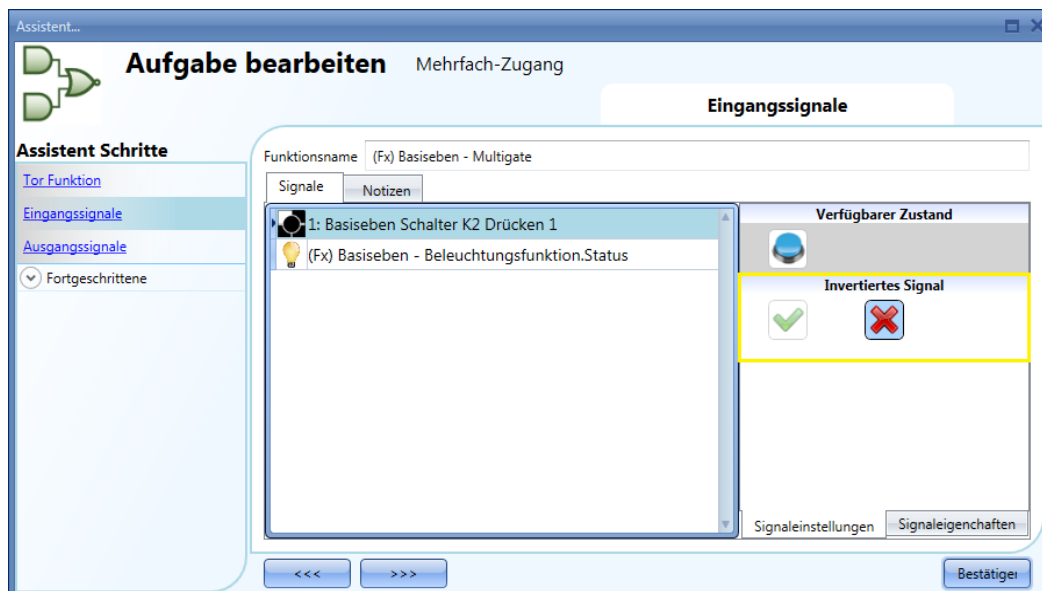 Assistent...
Aufgabe bearbeiten Mehrfach-Zugang
Eingangssignale
Assistent Schritte
Tor Funktion
Eingangssignale
Ausgangssignale
Fortgeschrittene
Funktionsname (Fx) Basiseben - Multigate
Signale Notizen
1: Basiseben Schalter K2 Drücken 1
(Fx) Basiseben - Beleuchtungsfunktion.Status
Verfügbarer Zustand
Invertiertes Signal
Signaleinstellungen Signaleigenchaften
<<< >>> Bestätiger